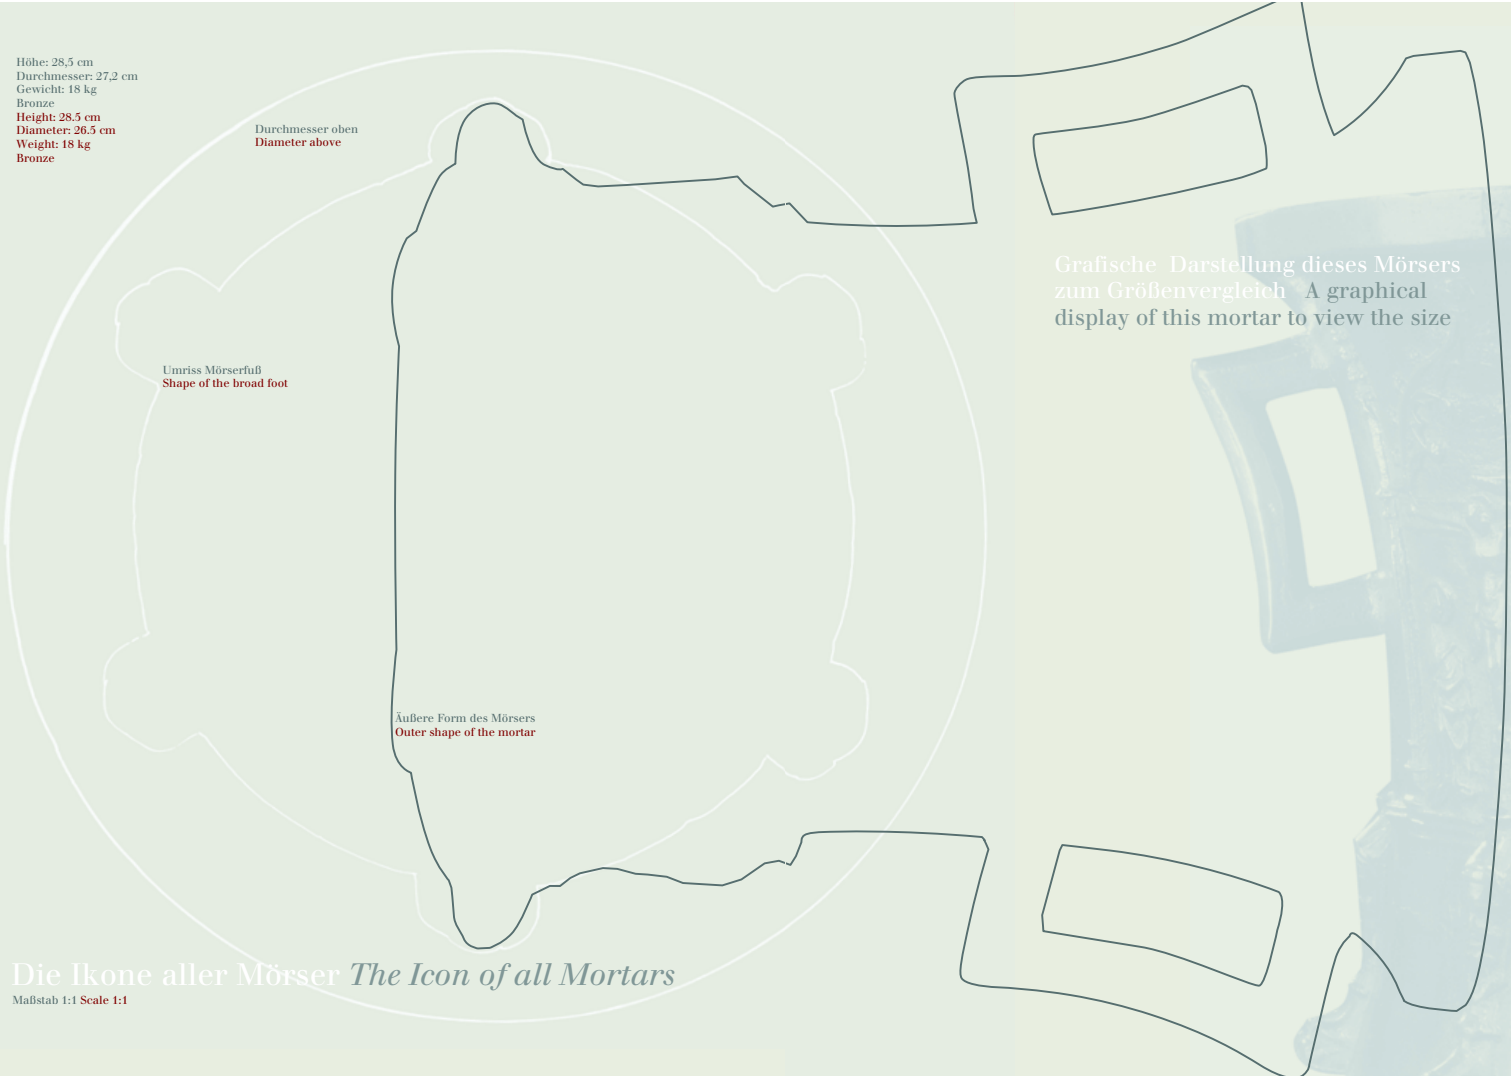 Höhe: 28,5 cm
Durchmesser: 27,2 cm
Gewicht: 18 kg
Bronze
Height: 28.5 cm
Diameter: 26.5 cm
Weight: 18 kg
Bronze
Durchmesser oben
Diameter above
Grafische Darstellung dieses Mörsers
zum Größenvergleich A graphical
display of this mortar to view the size
Umriss Mörserfuß
Shape of the broad foot
Äußere Form des Mörsers
Outer shape of the mortar
Die Ikone aller Mörser The Icon of all Mortars
Maßstab 1:1 Scale 1:1